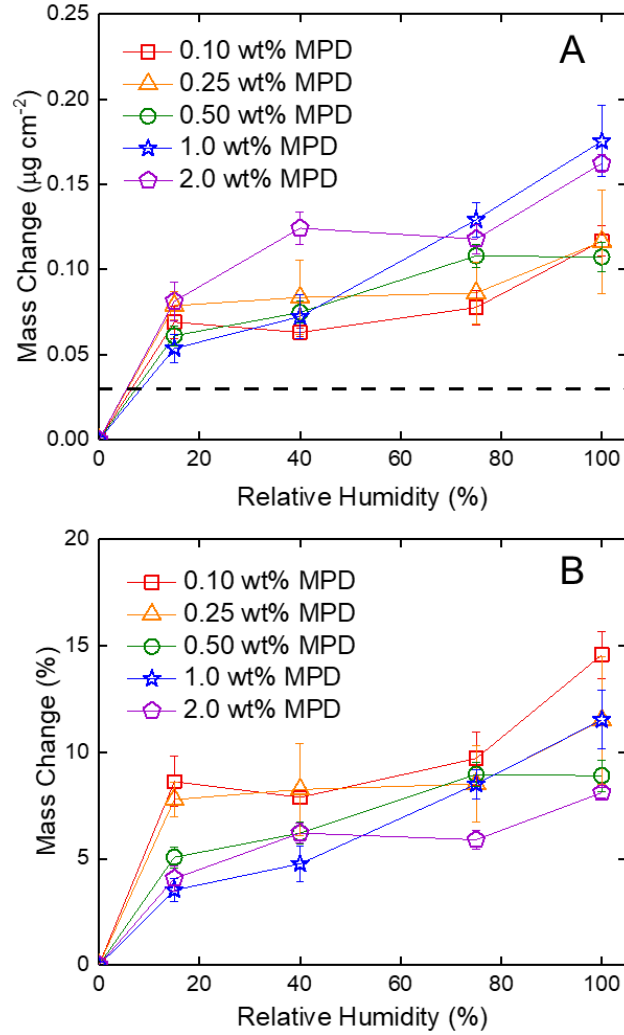 A
0.10 wt% MPD
0.25 wt% MPD
0.50 wt% MPD
1.0 wt% MPD
2.0 wt% MPD
0.25
0.20
0.15
0.10
0.05
0.00
Mass Change (µg cm⁻²)
0 20 40 60 80 100
Relative Humidity (%)
B
0.10 wt% MPD
0.25 wt% MPD
0.50 wt% MPD
1.0 wt% MPD
2.0 wt% MPD
20
15
10
5
0
Mass Change (%)
0 20 40 60 80 100
Relative Humidity (%)